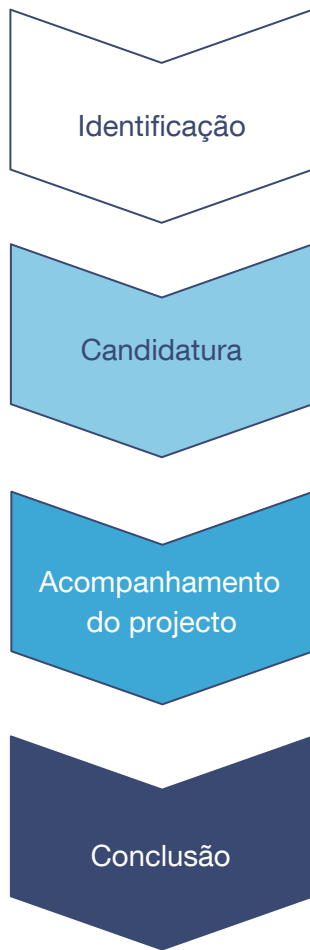 Identificação
Candidatura
Acompanhamento
do projecto
Conclusão